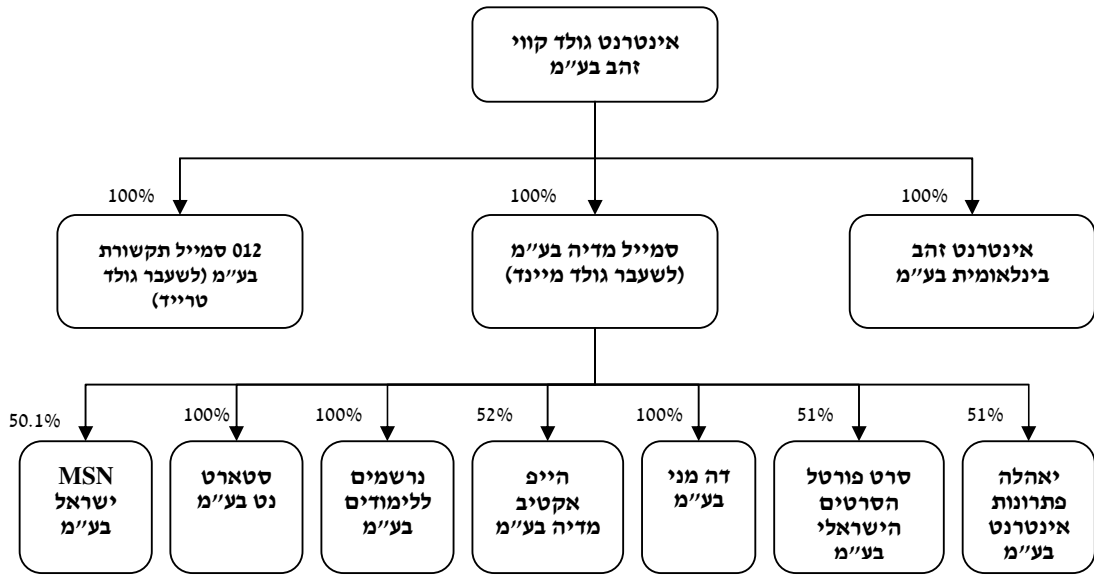 אינטרנט גולד קווי
זהב בע״מ
100%
100%
100%
אינטרנט זהב
בינלאומית בע״מ
סמייל מדיה בע״מ
(לשעבר גולד מיינד)
012 סמייל תקשורת
בע״מ (לשעבר גולד
טרייד)
51%
51%
100%
52%
100%
100%
50.1%
יאהלה
פתרונות
אינטרנט
בע״מ
סרט פורטל
הסרטים
הישראלי
בע״מ
דה מני
בע״מ
הייפ
אקטיב
מדיה בע״מ
נרשמים
ללימודים
בע״מ
סטארט
נט בע״מ
MSN
ישראל
בע״מ